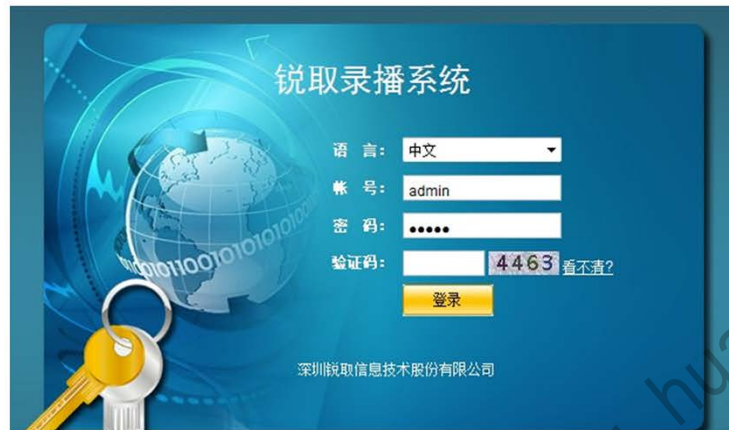 锐取录播系统
语 言: 中文
帐 号: admin
密 码: •••••
验证码: 4463 看不清?
登录
深圳锐取信息技术股份有限公司